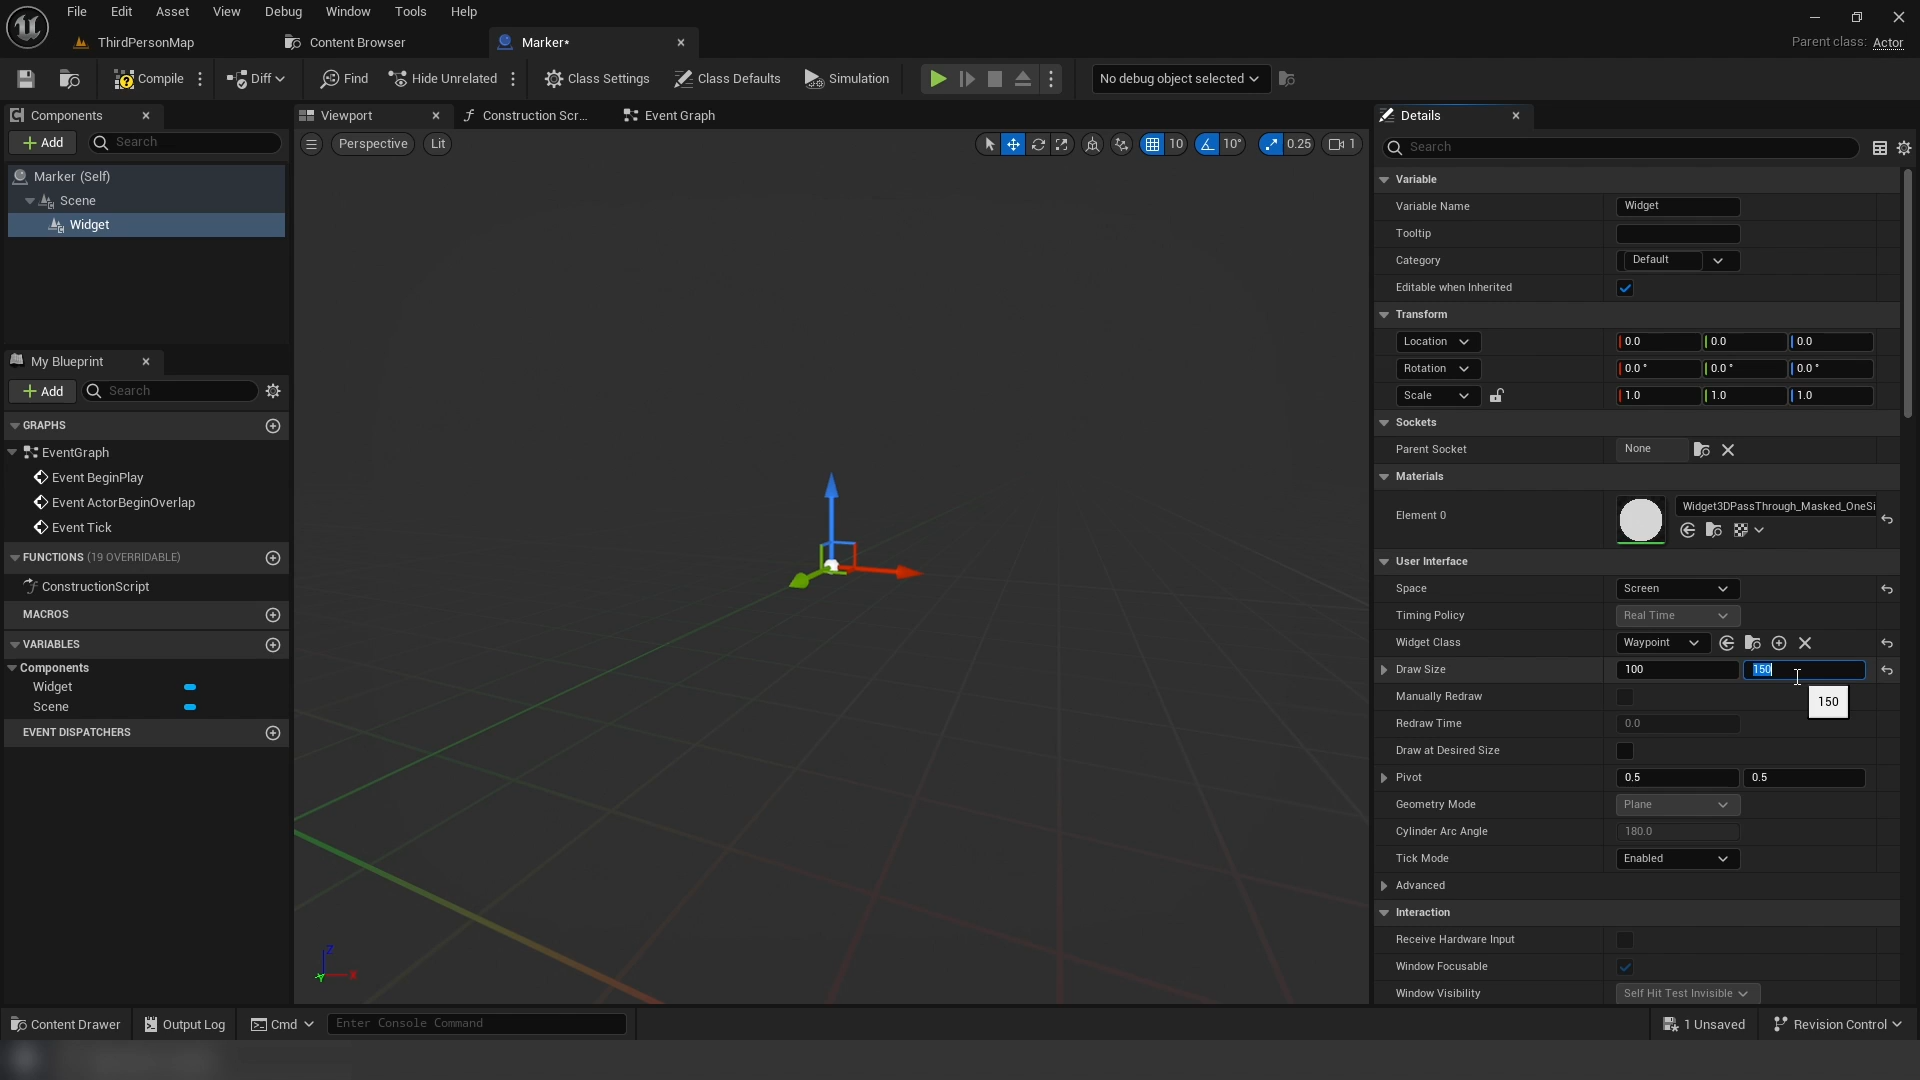 File Edit Asset View Debug Window Tools Help
ThirdPersonMap Content Browser Marker*
Parent class: Actor
Compile Diff Find Hide Unrelated Class Settings Class Defaults Simulation No debug object selected
Components
Add Search
Marker (Self)
Scene
Widget
My Blueprint
Add Search
GRAPHS
EventGraph
Event BeginPlay
Event ActorBeginOverlap
Event Tick
FUNCTIONS (19 OVERRIDABLE)
ConstructionScript
MACROS
VARIABLES
Components
Widget
Scene
EVENT DISPATCHERS
Viewport Construction Scr... Event Graph
Perspective Lit 10 10° 0.25 1
Z
X
Y
Details
Search
Variable
Variable Name Widget
Tooltip
Category Default
Editable when Inherited
Transform
Location 0.0 0.0 0.0
Rotation 0.0 ° 0.0 ° 0.0 °
Scale 1.0 1.0 1.0
Sockets
Parent Socket None
Materials
Element 0 Widget3DPassThrough_Masked_OneSi
User Interface
Space Screen
Timing Policy Real Time
Widget Class Waypoint
Draw Size 100 150
150
Manually Redraw
Redraw Time 0.0
Draw at Desired Size
Pivot 0.5 0.5
Geometry Mode Plane
Cylinder Arc Angle 180.0
Tick Mode Enabled
Advanced
Interaction
Receive Hardware Input
Window Focusable
Window Visibility Self Hit Test Invisible
Content Drawer Output Log Cmd Enter Console Command 1 Unsaved Revision Control